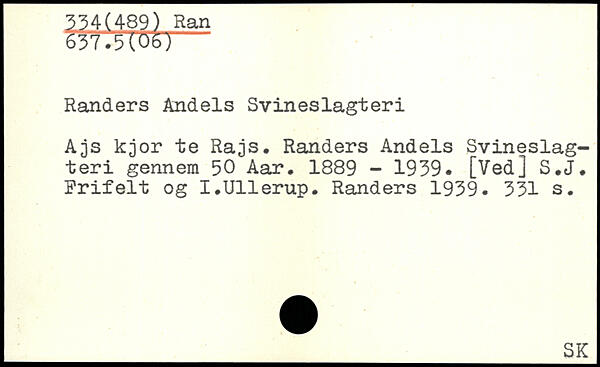 334(489) Ran
637.5(06)
Randers Andels Svineslagteri
Ajs kjor te Rajs. Randers Andels Svineslag-
teri gennem 50 Aar. 1889 - 1939. [Ved] S.J.
Frifelt og I.Ullerup. Randers 1939. 331 s.
SK